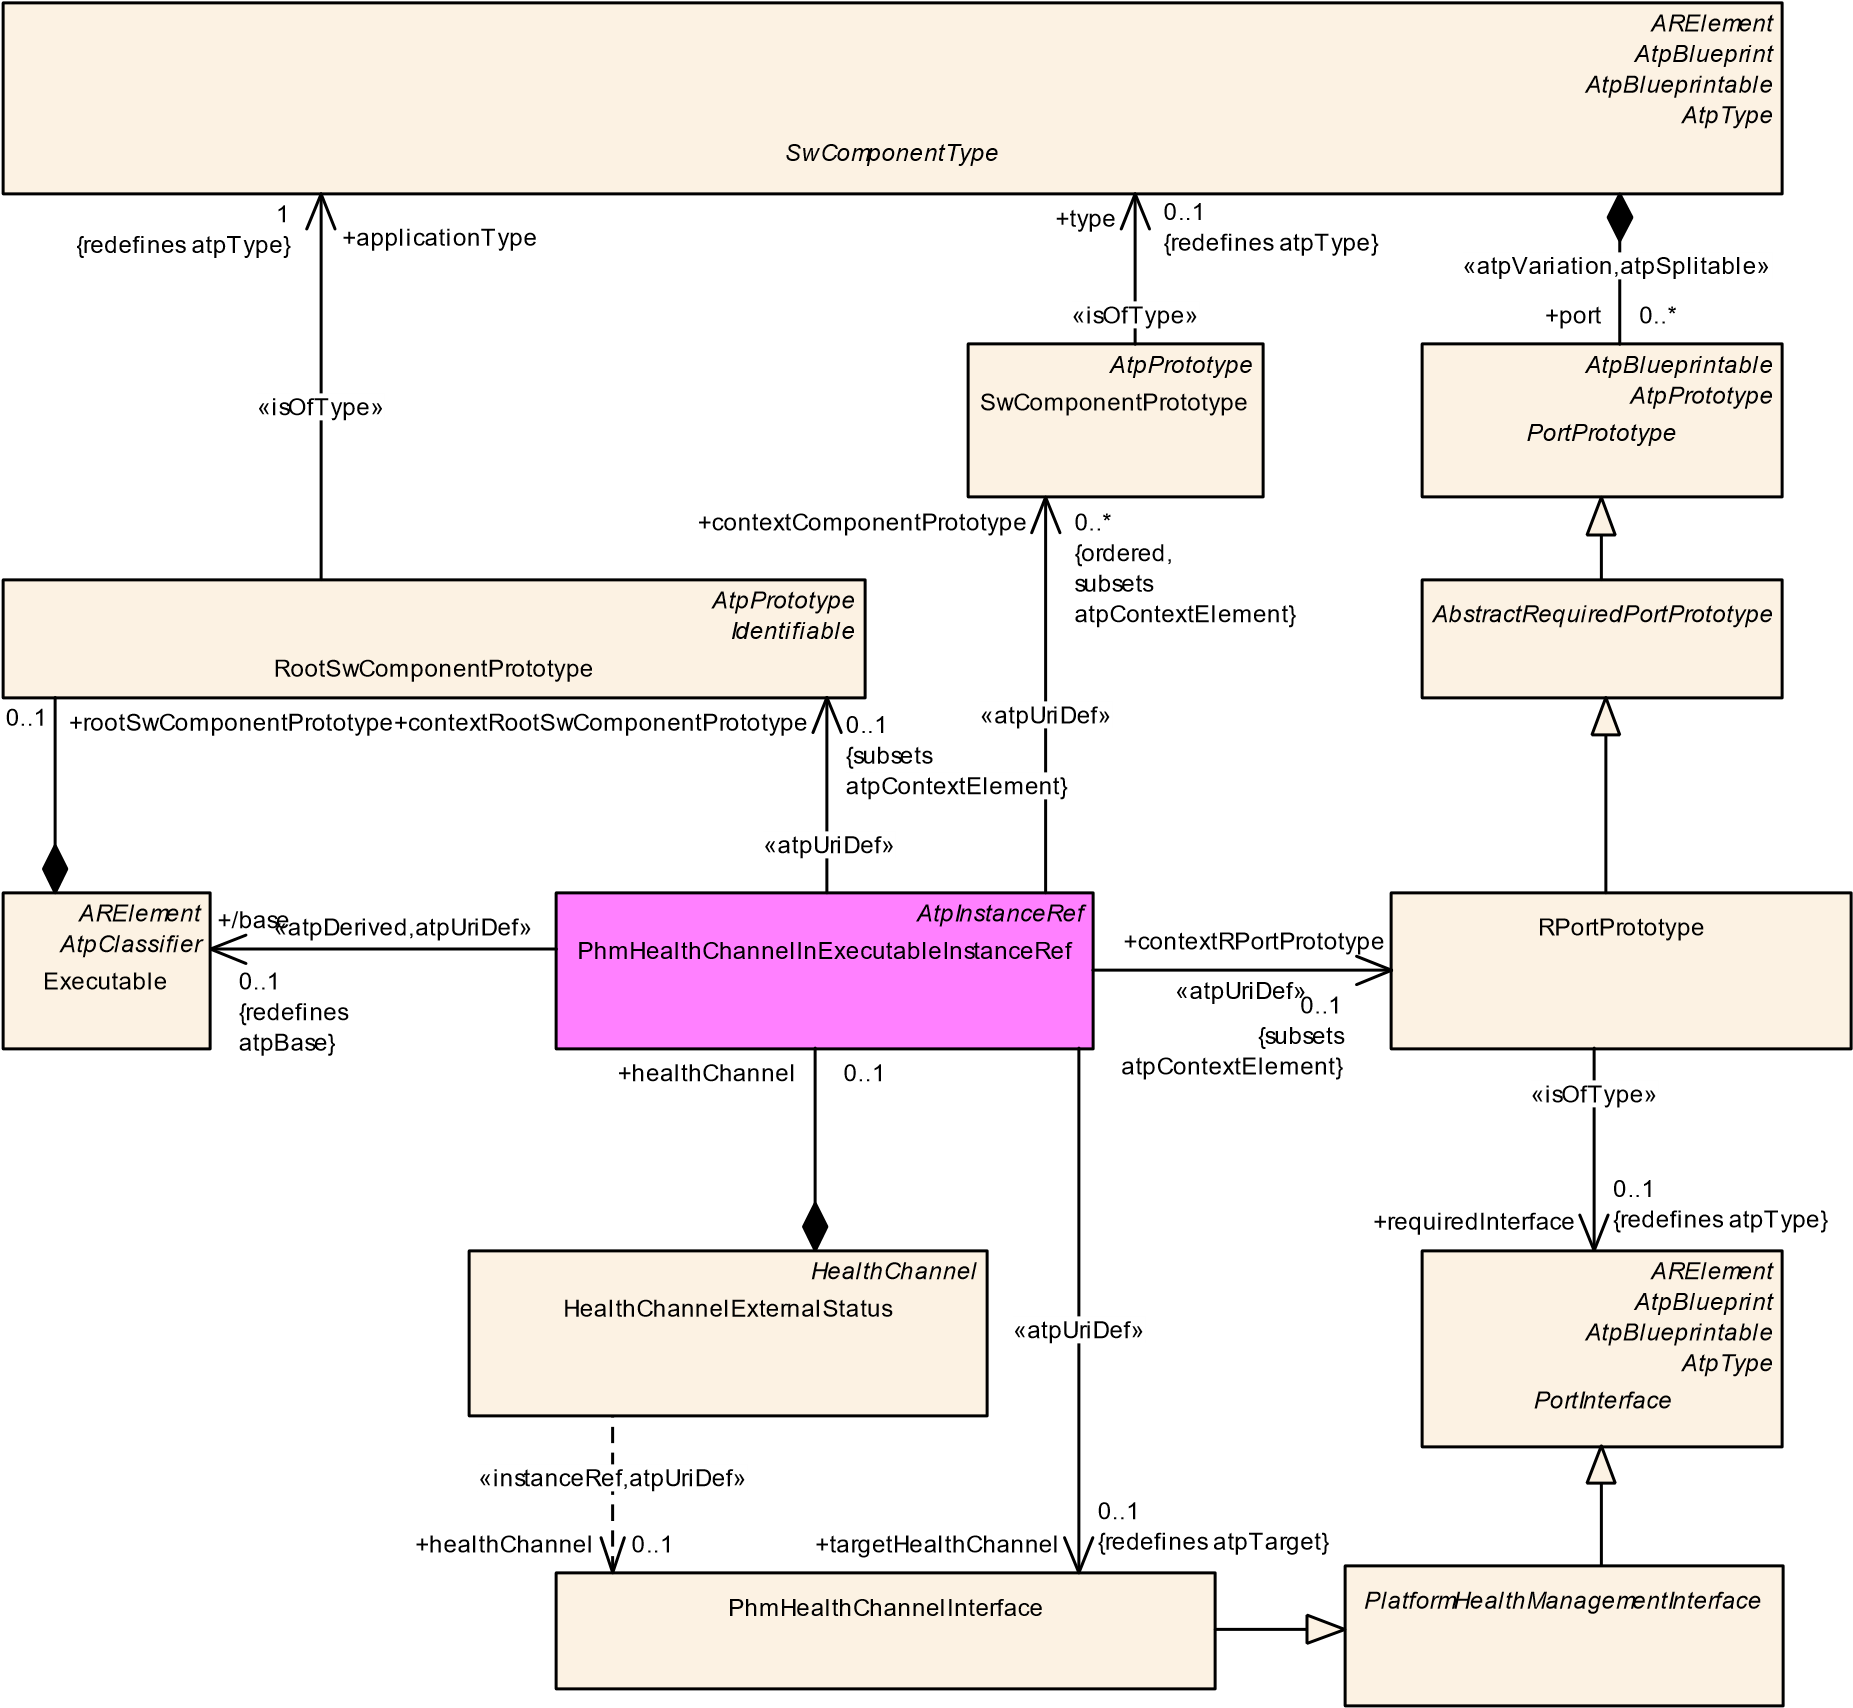 ARElement
AtpBlueprint
AtpBlueprintable
AtpType
SwComponentType
1
{redefines atpType}
+applicationType
+type
0..1
{redefines atpType}
«atpVariation,atpSplitable»
+port
0..*
«isOfType»
«isOfType»
AtpPrototype
SwComponentPrototype
AtpBlueprintable
AtpPrototype
PortPrototype
+contextComponentPrototype
0..*
{ordered,
subsets
atpContextElement}
AtpPrototype
Identifiable
RootSwComponentPrototype
AbstractRequiredPortPrototype
0..1
+rootSwComponentPrototype
+contextRootSwComponentPrototype
0..1
{subsets
atpContextElement}
«atpUriDef»
«atpUriDef»
ARElement
AtpClassifier
Executable
+/base
«atpDerived,atpUriDef»
0..1
{redefines
atpBase}
AtpInstanceRef
PhmHealthChannelInExecutableInstanceRef
+contextRPortPrototype
«atpUriDef»
0..1
{subsets
atpContextElement}
RPortPrototype
+healthChannel
0..1
«isOfType»
+requiredInterface
0..1
{redefines atpType}
HealthChannel
HealthChannelExternalStatus
«atpUriDef»
ARElement
AtpBlueprint
AtpBlueprintable
AtpType
PortInterface
«instanceRef,atpUriDef»
+healthChannel
0..1
+targetHealthChannel
0..1
{redefines atpTarget}
PhmHealthChannelInterface
PlatformHealthManagementInterface